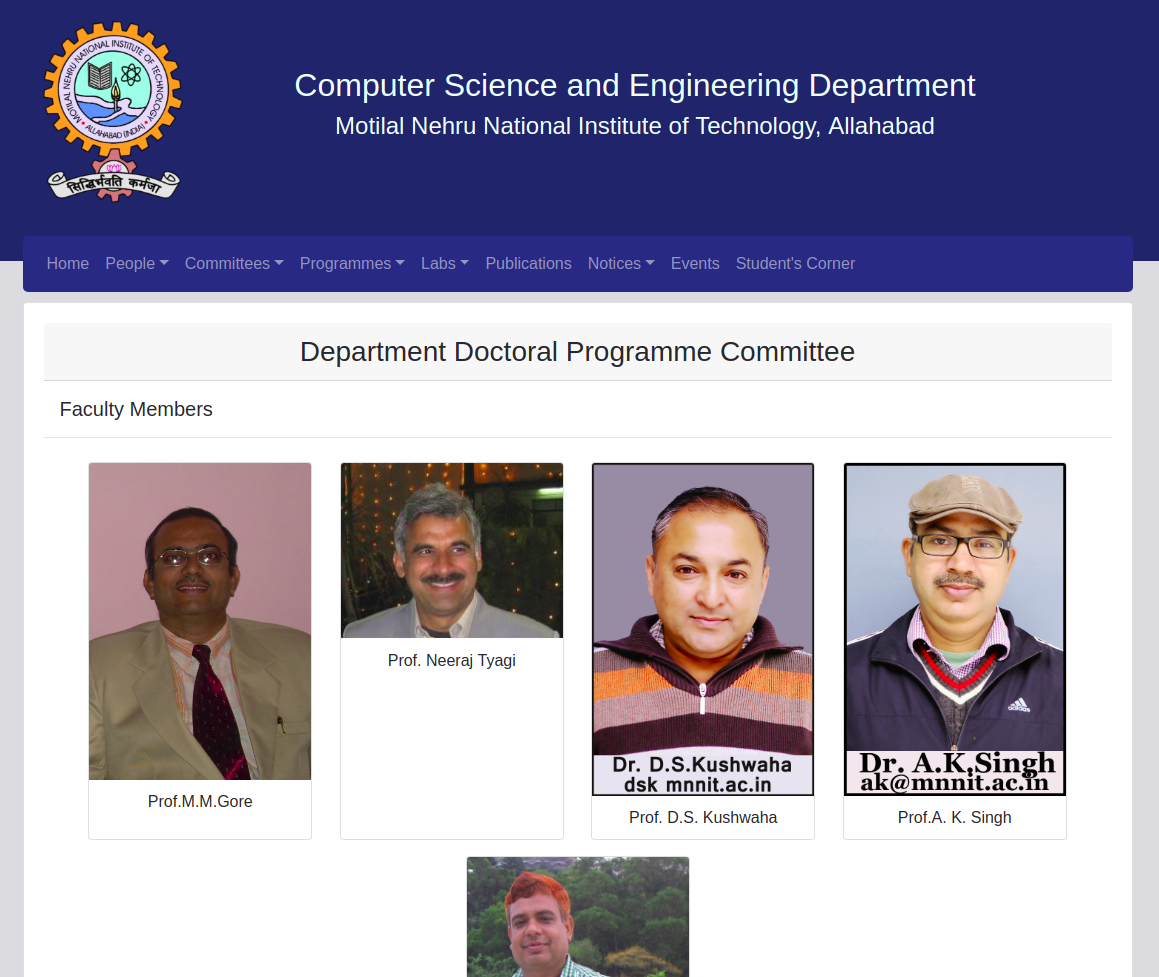 MOTILAL NEHRU NATIONAL INSTITUTE OF TECHNOLOGY
ALLAHABAD (INDIA)
सिद्धिर्भवति कर्मजा
Computer Science and Engineering Department
Motilal Nehru National Institute of Technology, Allahabad
Home People Committees Programmes Labs Publications Notices Events Student's Corner
Department Doctoral Programme Committee
Faculty Members
Dr. D.S.Kushwaha
dsk mnnit.ac.in
adidas
Dr. A.K.Singh
ak@mnnit.ac.in
Prof.M.M.Gore
Prof. Neeraj Tyagi
Prof. D.S. Kushwaha
Prof.A. K. Singh